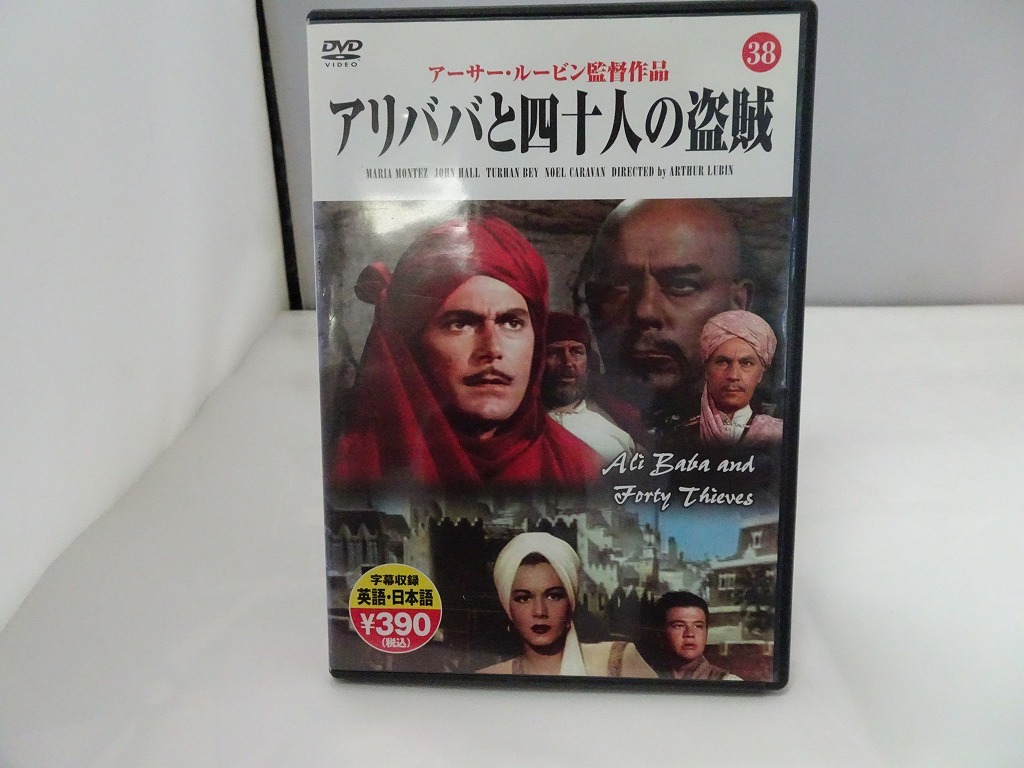 DVD
VIDEO
アーサー・ルービン監督作品
38
アリババと四十人の盗賊
MARIA MONTEZ JOHN HALL TURHAN BEY NOEL CARAVAN DIRECTED by ARTHUR LUBIN
Ali Baba and
Forty Thieves
字幕収録
英語・日本語
¥390
(税込)